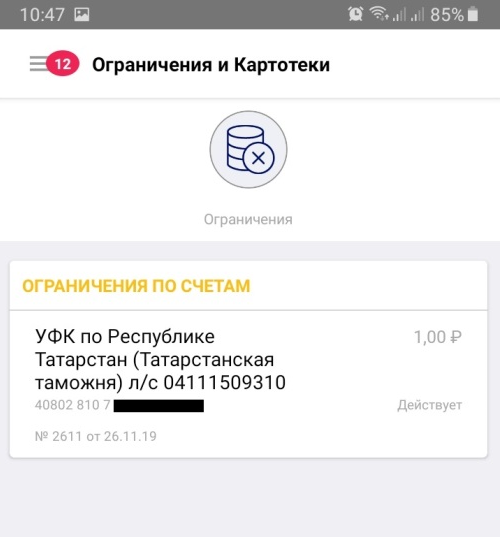 10:47 85%
12 Ограничения и Картотеки
Ограничения
ОГРАНИЧЕНИЯ ПО СЧЕТАМ
УФК по Республике 1,00 ₽
Татарстан (Татарстанская
таможня) л/с 04111509310
40802 810 7 Действует
№ 2611 от 26.11.19